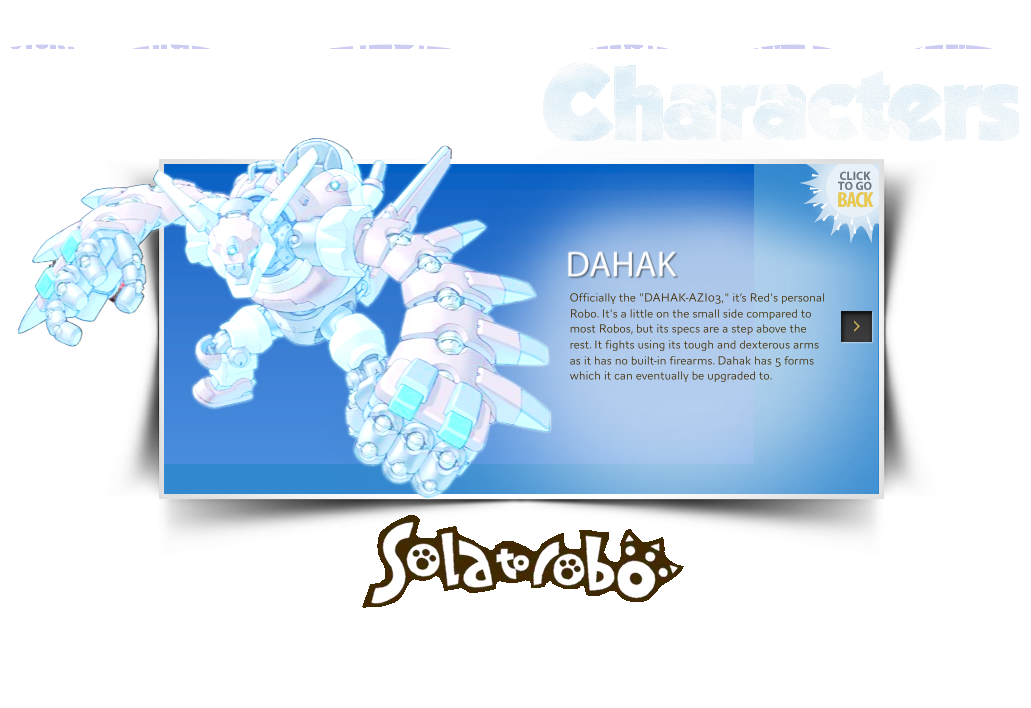 Characters
CLICK
TO GO
BACK
DAHAK
Officially the "DAHAK-AZI03," it's Red's personal
Robo. It's a little on the small side compared to
most Robos, but its specs are a step above the
rest. It fights using its tough and dexterous arms
as it has no built-in firearms. Dahak has 5 forms
which it can eventually be upgraded to.
Solatorobo